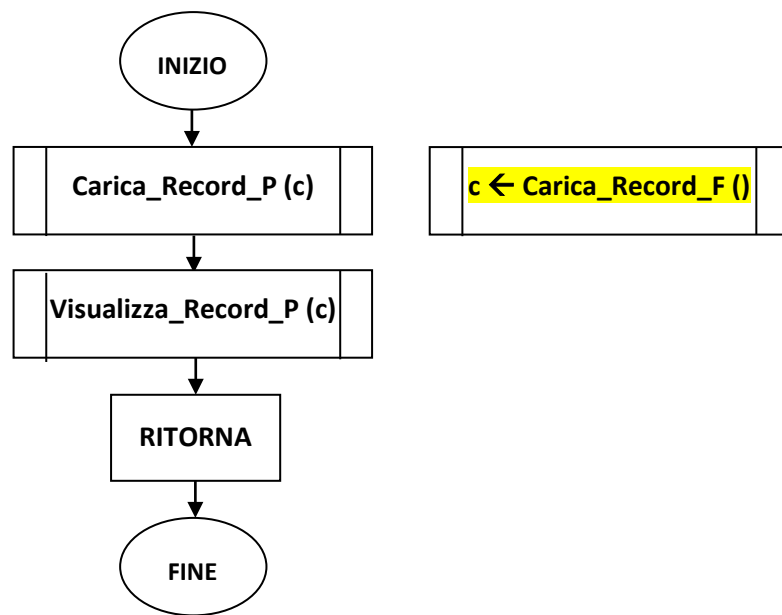 INIZIO
Carica_Record_P (c)
c ← Carica_Record_F ()
Visualizza_Record_P (c)
RITORNA
FINE